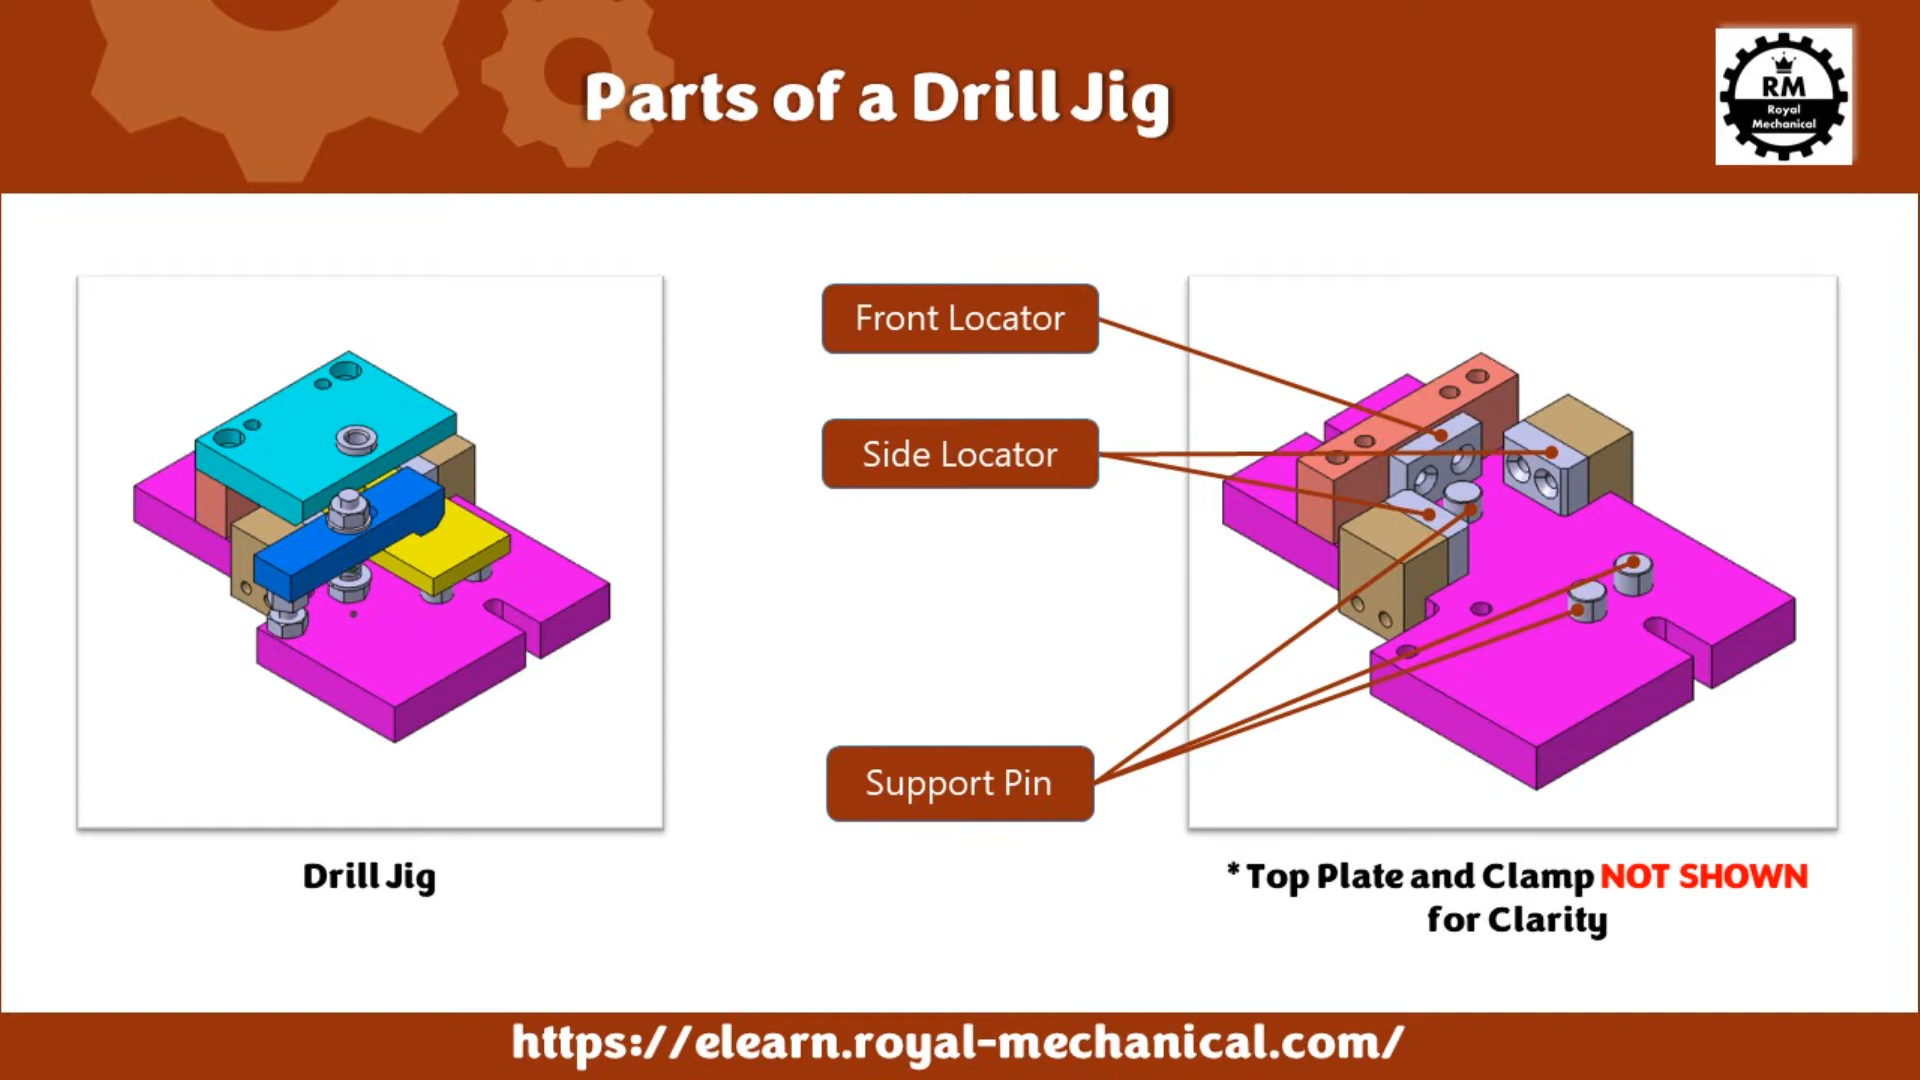 Parts of a Drill Jig
RM
Royal
Mechanical
Front Locator
Side Locator
Support Pin
Drill Jig
* Top Plate and Clamp NOT SHOWN
for Clarity
https://elearn.royal-mechanical.com/